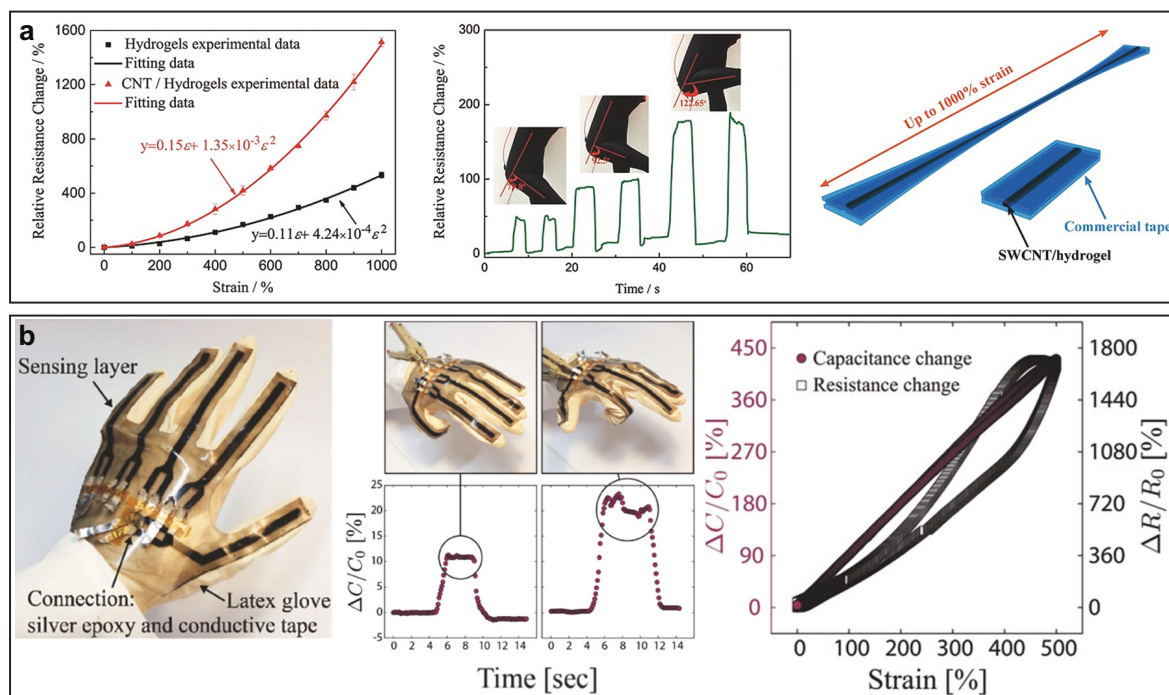 a
Relative Resistance Change / %
1600
1200
800
400
0
Hydrogels experimental data
Fitting data
CNT / Hydrogels experimental data
Fitting data
y=0.15ε+ 1.35×10⁻³ε²
y=0.11ε+ 4.24×10⁻⁴ε²
0 200 400 600 800 1000
Strain / %
Relative Resistance Change / %
300
200
100
0
92.5°
122.65°
0 20 40 60
Time / s
Up to 1000% strain
Commercial tape
SWCNT/hydrogel
b
Sensing layer
Connection:
silver epoxy and conductive tape
Latex glove
ΔC/C₀ [%]
25
20
15
10
5
0
-5
0 2 4 6 8 10 12 14
0 2 4 6 8 10 12 14
Time [sec]
ΔC/C₀ [%]
450
360
270
180
90
0
Capacitance change
Resistance change
1800
1440
1080
720
360
0
ΔR/R₀ [%]
0 100 200 300 400 500
Strain [%]